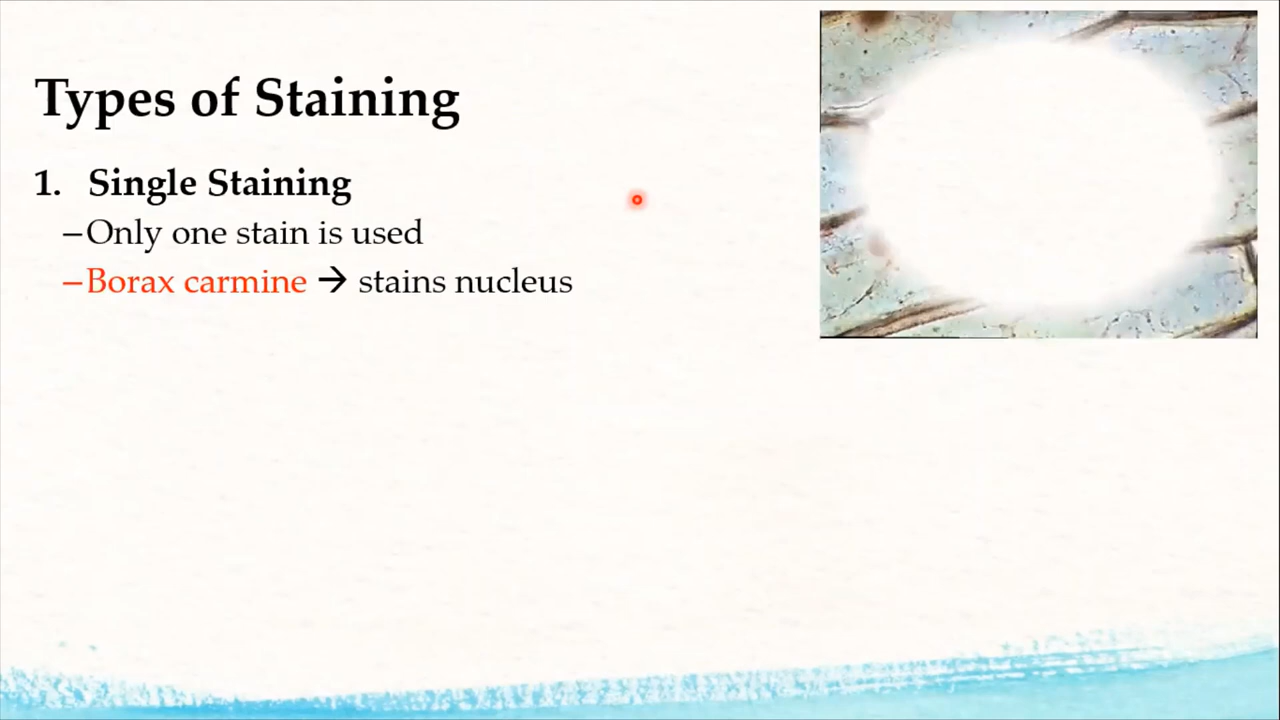 Types of Staining
1. Single Staining
–Only one stain is used
–Borax carmine → stains nucleus